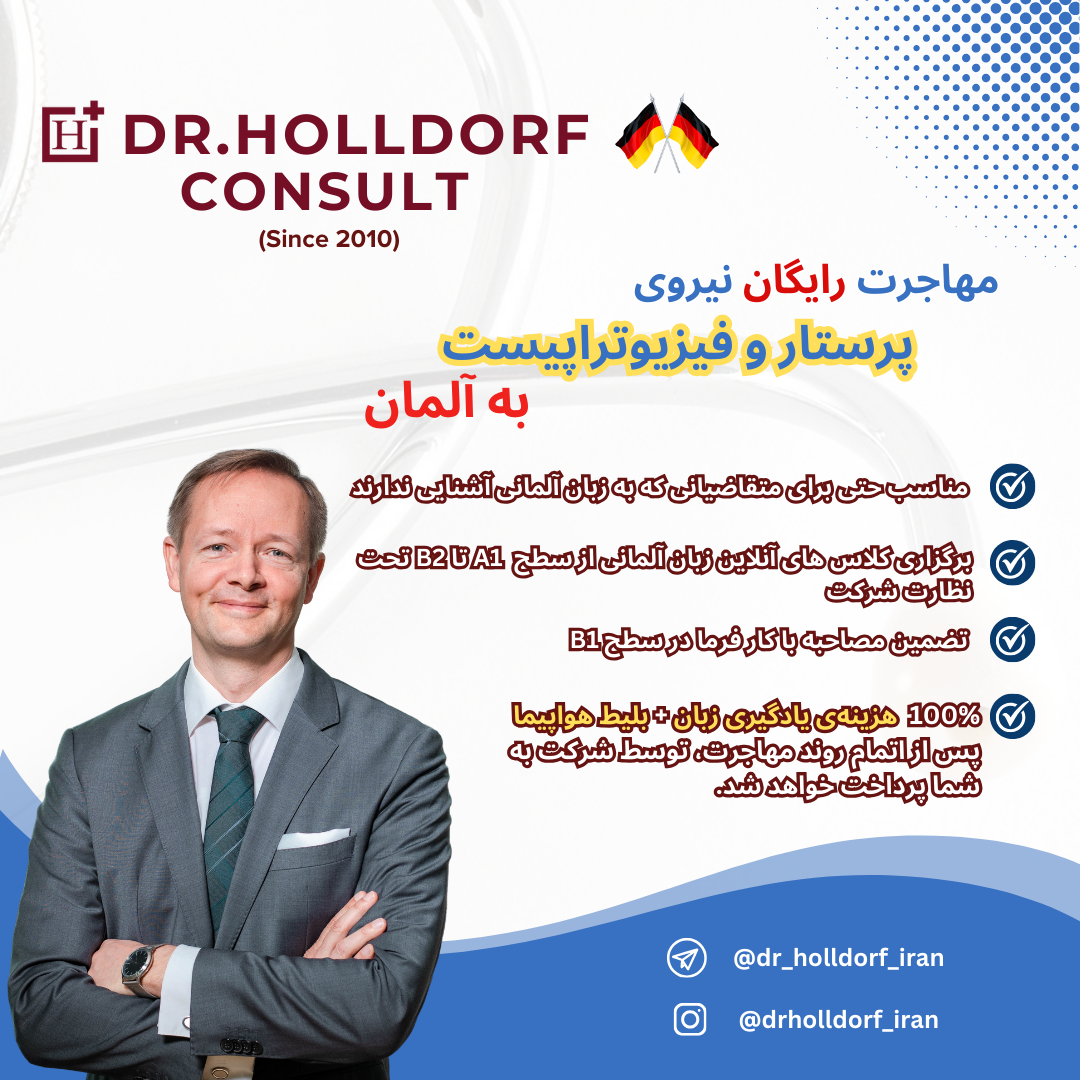 DR.HOLLDORF
CONSULT
(Since 2010)
مهاجرت رایگان نیروی
پرستار و فیزیوتراپیست
به آلمان
مناسب حتی برای متقاضیانی که به زبان آلمانی آشنایی ندارند
برگزاری کلاس های آنلاین زبان آلمانی از سطح A1 تا B2 تحت
نظارت شرکت
تضمین مصاحبه با کارفرما در سطح B1
100% هزینه‌ی یادگیری زبان + بلیط هواپیما
پس از اتمام روند مهاجرت، توسط شرکت به
شما پرداخت خواهد شد.
@dr_holldorf_iran
@drholldorf_iran